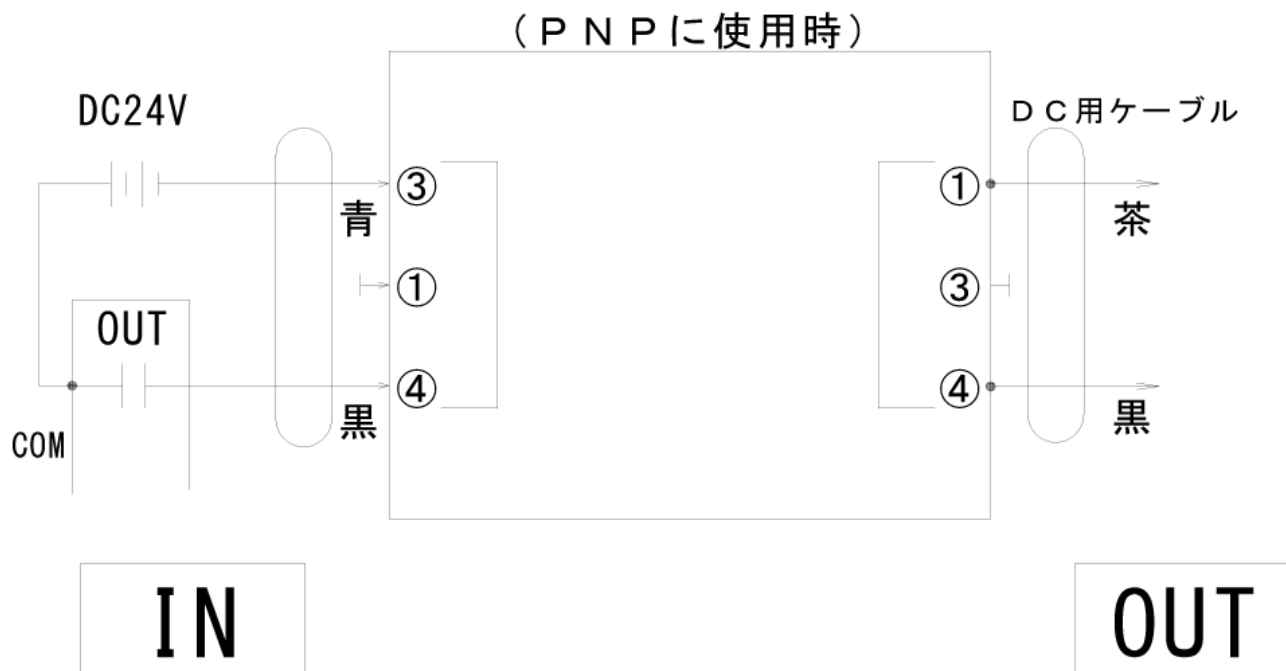 （ＰＮＰに使用時）
DC24V
ＤＣ用ケーブル
③
①
青
茶
①
③
OUT
④
④
黒
黒
COM
IN
OUT